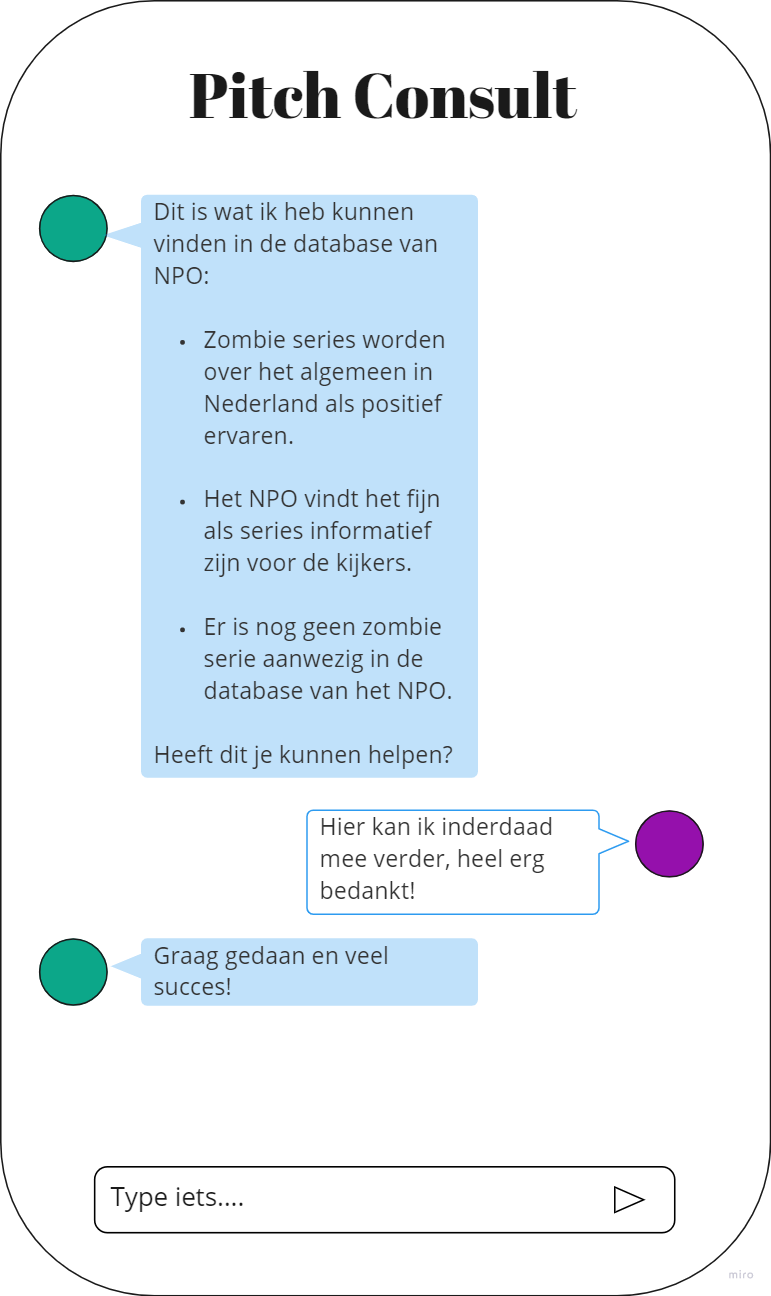 Pitch Consult
Dit is wat ik heb kunnen
vinden in de database van
NPO:
• Zombie series worden
over het algemeen in
Nederland als positief
ervaren.
• Het NPO vindt het fijn
als series informatief
zijn voor de kijkers.
• Er is nog geen zombie
serie aanwezig in de
database van het NPO.
Heeft dit je kunnen helpen?
Hier kan ik inderdaad
mee verder, heel erg
bedankt!
Graag gedaan en veel
succes!
Type iets....
miro